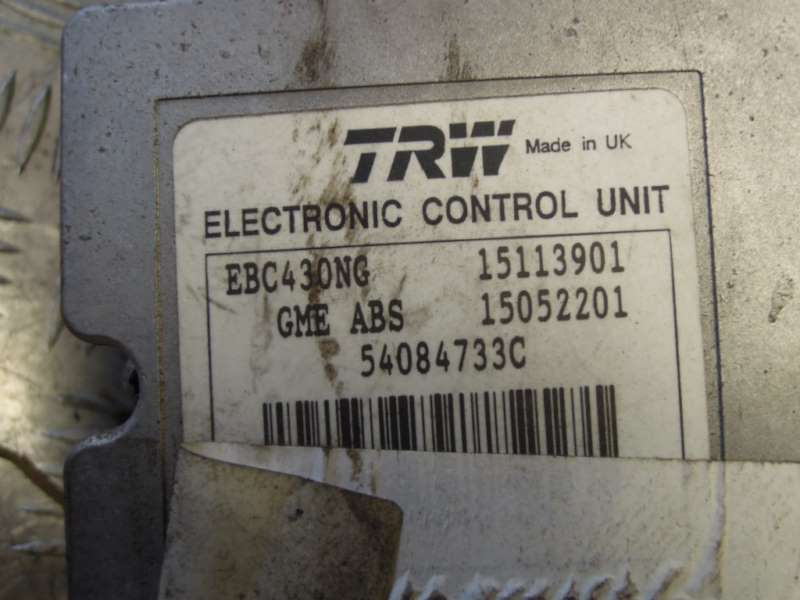 TRW Made in UK
ELECTRONIC CONTROL UNIT
EBC430NG 15113901
GME ABS 15052201
54084733C